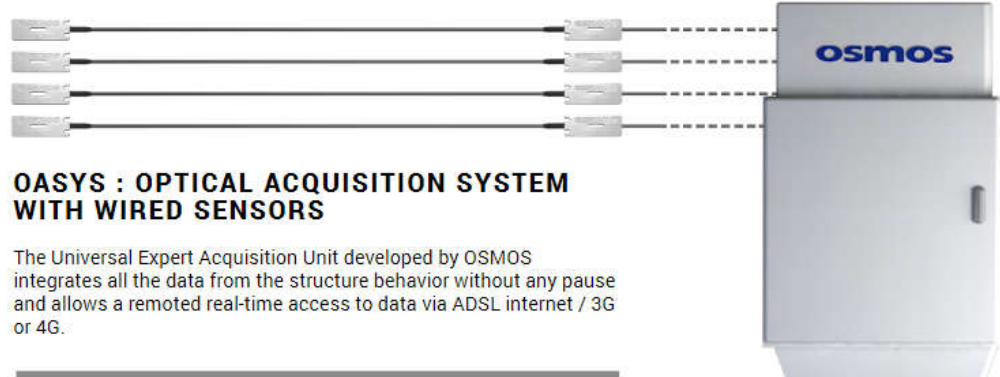 osmos
OASYS : OPTICAL ACQUISITION SYSTEM
WITH WIRED SENSORS
The Universal Expert Acquisition Unit developed by OSMOS
integrates all the data from the structure behavior without any pause
and allows a remoted real-time access to data via ADSL internet / 3G
or 4G.